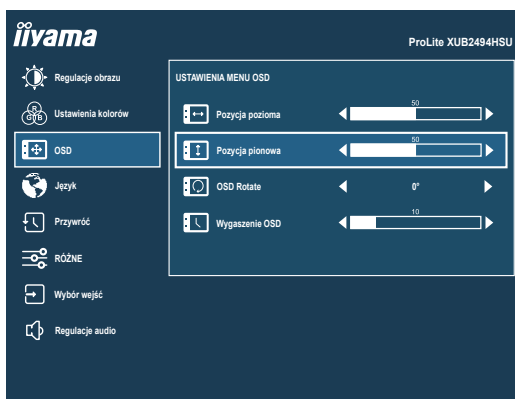 iiyama
ProLite XUB2494HSU
Regulacje obrazu
Ustawienia kolorów
R
G B
OSD
Język
Przywróć
RÓŻNE
Wybór wejść
Regulacje audio
USTAWIENIA MENU OSD
Pozycja pozioma
50
Pozycja pionowa
50
OSD Rotate
0°
Wygaszenie OSD
10